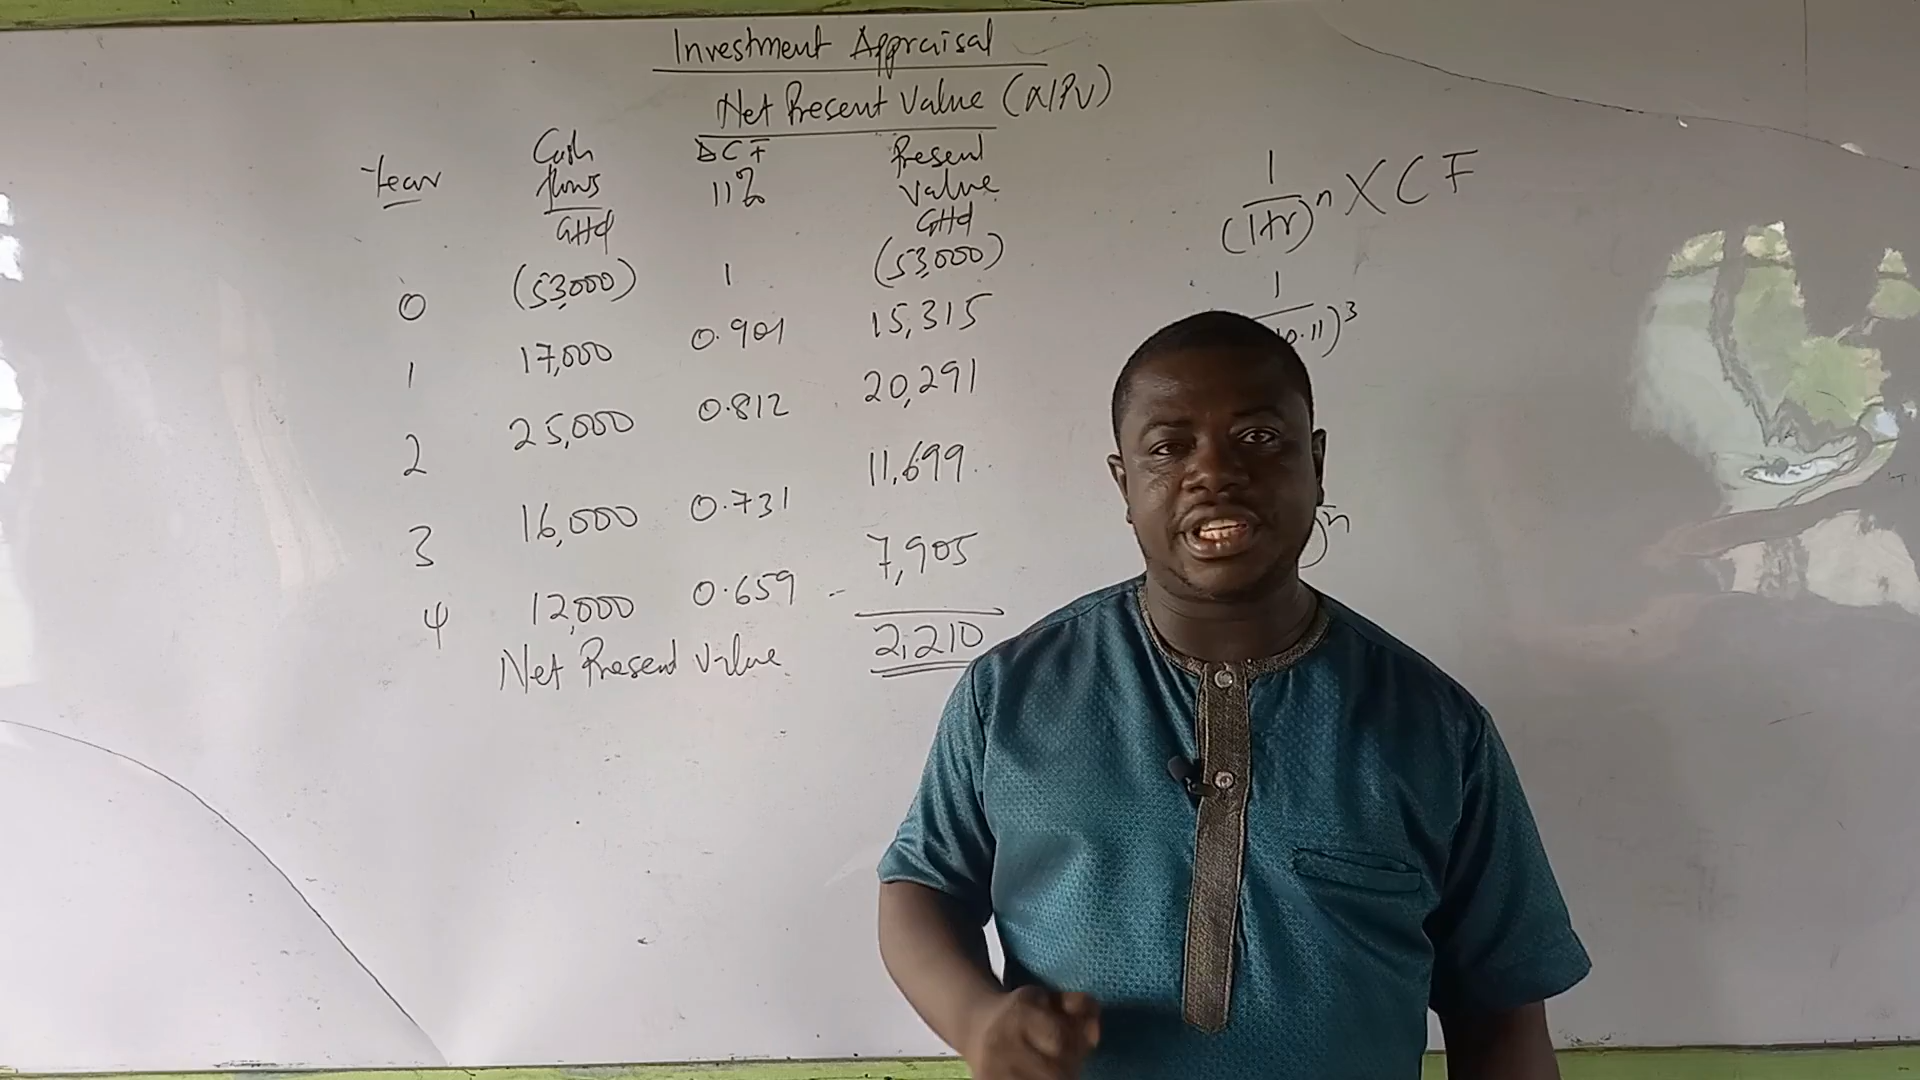 Investment Appraisal
Net Present Value (NPV)
Year Cash flows GH₵ DCF 11% Present Value GH₵
0 (53,000) 1 (53,000)
1 17,000 0.901 15,315
2 25,000 0.812 20,291
3 16,000 0.731 11,699
4 12,000 0.659 7,905
Net Present Value 2,210
1
(1+r)^n X CF
1
0.11)^3
)^n